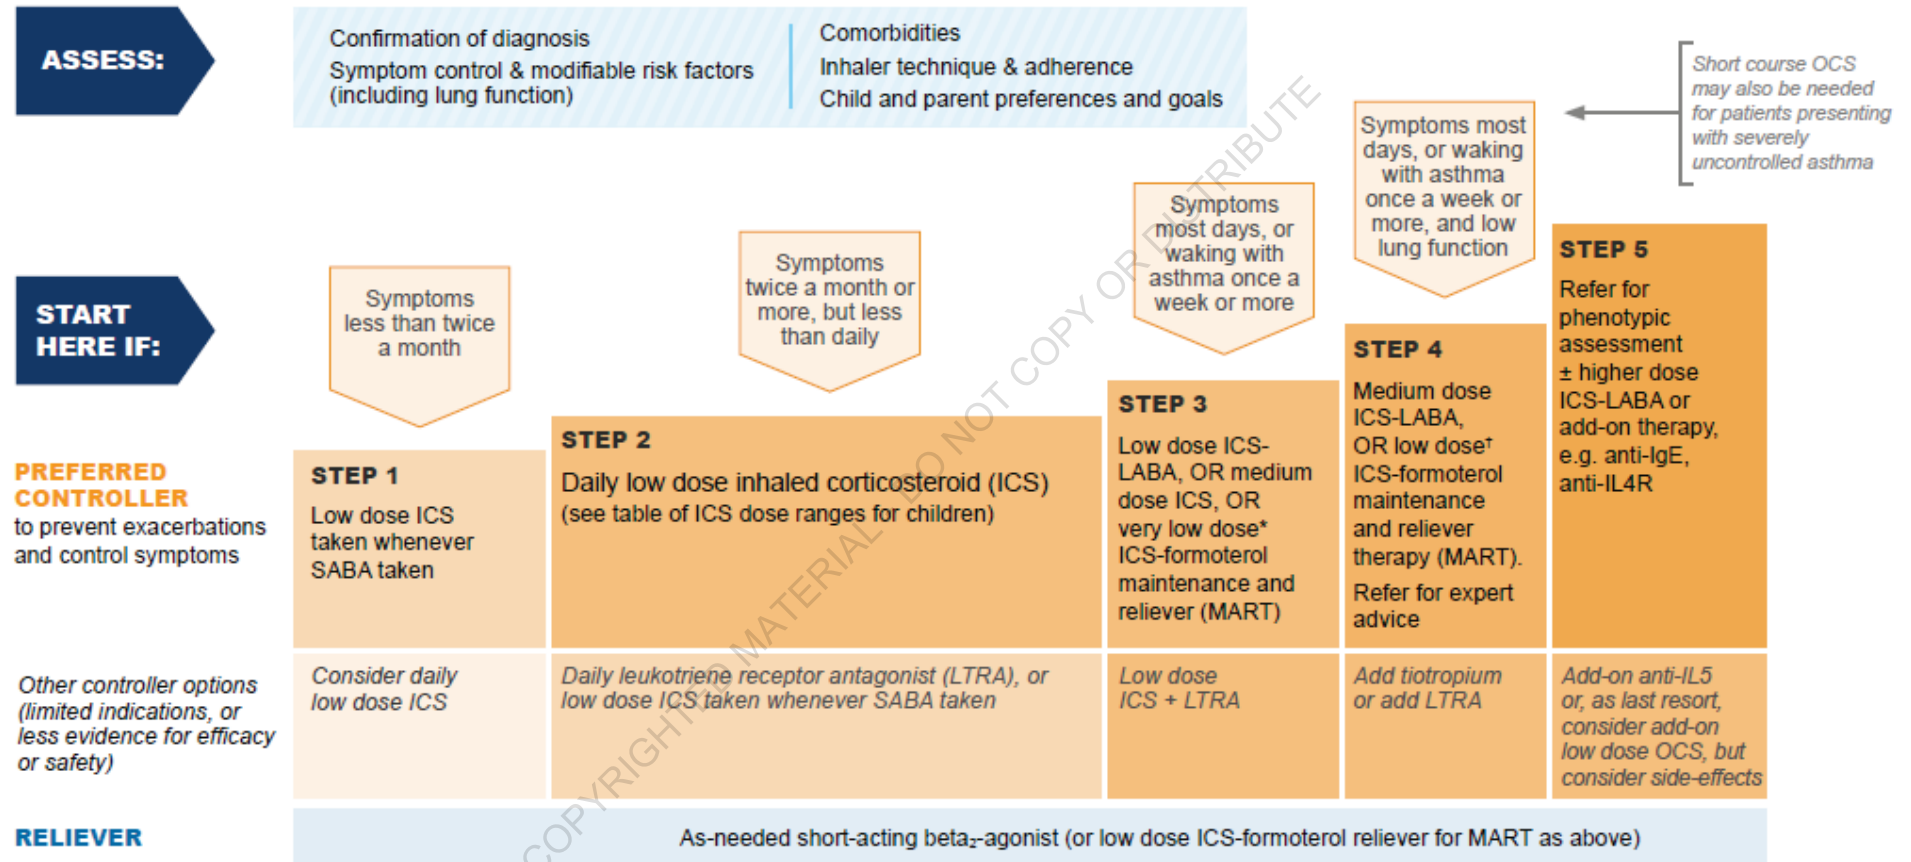 ASSESS:
Confirmation of diagnosis
Symptom control & modifiable risk factors
(including lung function)
Comorbidities
Inhaler technique & adherence
Child and parent preferences and goals
Short course OCS
may also be needed
for patients presenting
with severely
uncontrolled asthma
START
HERE IF:
Symptoms
less than twice
a month
Symptoms
twice a month or
more, but less
than daily
Symptoms
most days, or
waking with
asthma once a
week or more
Symptoms most
days, or waking
with asthma
once a week or
more, and low
lung function
PREFERRED
CONTROLLER
to prevent exacerbations
and control symptoms
STEP 1
Low dose ICS
taken whenever
SABA taken
STEP 2
Daily low dose inhaled corticosteroid (ICS)
(see table of ICS dose ranges for children)
STEP 3
Low dose ICS-
LABA, OR medium
dose ICS, OR
very low dose*
ICS-formoterol
maintenance and
reliever (MART)
STEP 4
Medium dose
ICS-LABA,
OR low dose†
ICS-formoterol
maintenance
and reliever
therapy (MART).
Refer for expert
advice
STEP 5
Refer for
phenotypic
assessment
± higher dose
ICS-LABA or
add-on therapy,
e.g. anti-IgE,
anti-IL4R
Other controller options
(limited indications, or
less evidence for efficacy
or safety)
Consider daily
low dose ICS
Daily leukotriene receptor antagonist (LTRA), or
low dose ICS taken whenever SABA taken
Low dose
ICS + LTRA
Add tiotropium
or add LTRA
Add-on anti-IL5
or, as last resort,
consider add-on
low dose OCS, but
consider side-effects
RELIEVER
As-needed short-acting beta₂-agonist (or low dose ICS-formoterol reliever for MART as above)
COPYRIGHTED MATERIAL DO NOT COPY OR DISTRIBUTE